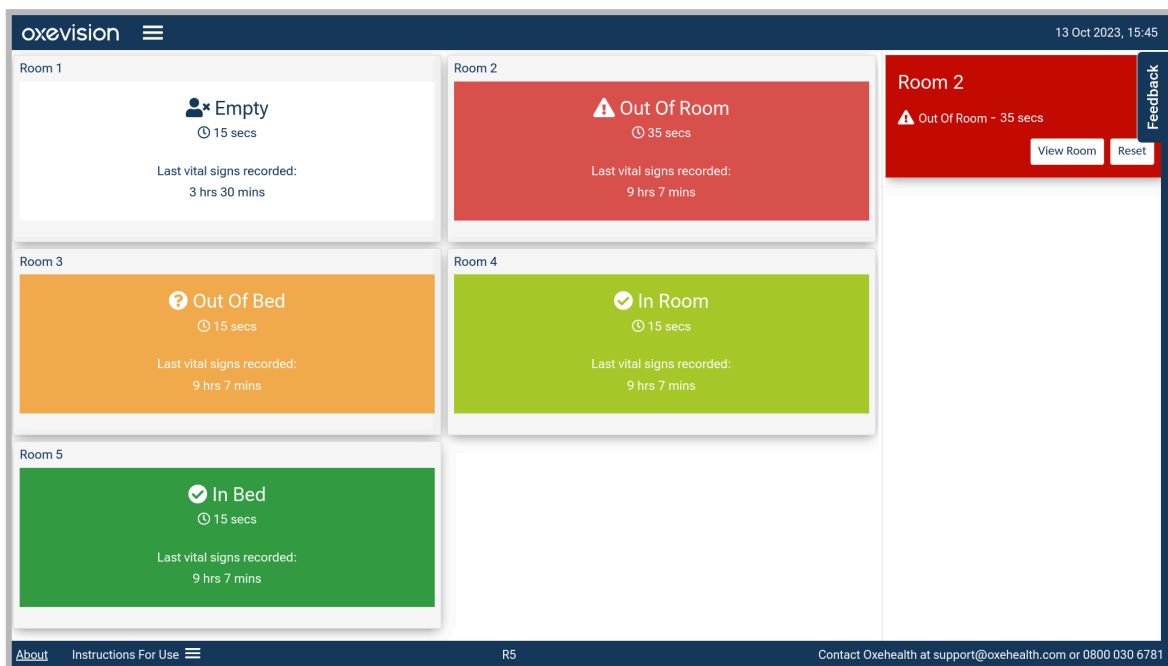 oxevision
13 Oct 2023, 15:45
Room 1
Empty
15 secs
Last vital signs recorded:
3 hrs 30 mins
Room 2
Out Of Room
35 secs
Last vital signs recorded:
9 hrs 7 mins
Room 3
Out Of Bed
15 secs
Last vital signs recorded:
9 hrs 7 mins
Room 4
In Room
15 secs
Last vital signs recorded:
9 hrs 7 mins
Room 5
In Bed
15 secs
Last vital signs recorded:
9 hrs 7 mins
Room 2
Out Of Room - 35 secs
View Room Reset
Feedback
About Instructions For Use R5 Contact Oxehealth at support@oxehealth.com or 0800 030 6781